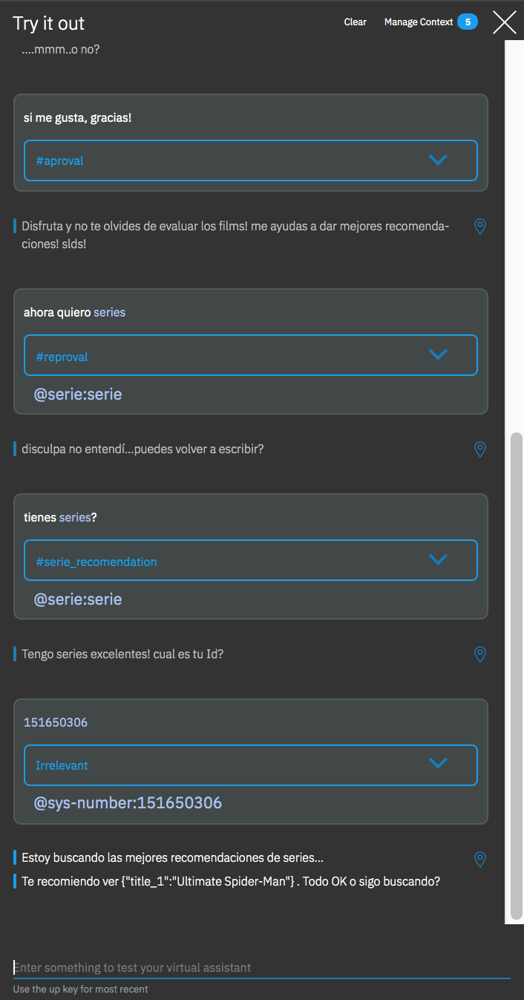 Try it out
Clear
Manage Context 5
....mmm..o no?
si me gusta, gracias!
#aproval
Disfruta y no te olvides de evaluar los films! me ayudas a dar mejores recomenda-
ciones! slds!
ahora quiero series
#reproval
@serie:serie
disculpa no entendí...puedes volver a escribir?
tienes series?
#serie_recomendation
@serie:serie
Tengo series excelentes! cual es tu Id?
151650306
Irrelevant
@sys-number:151650306
Estoy buscando las mejores recomendaciones de series...
Te recomiendo ver {"title_1":"Ultimate Spider-Man"} . Todo OK o sigo buscando?
Enter something to test your virtual assistant
Use the up key for most recent